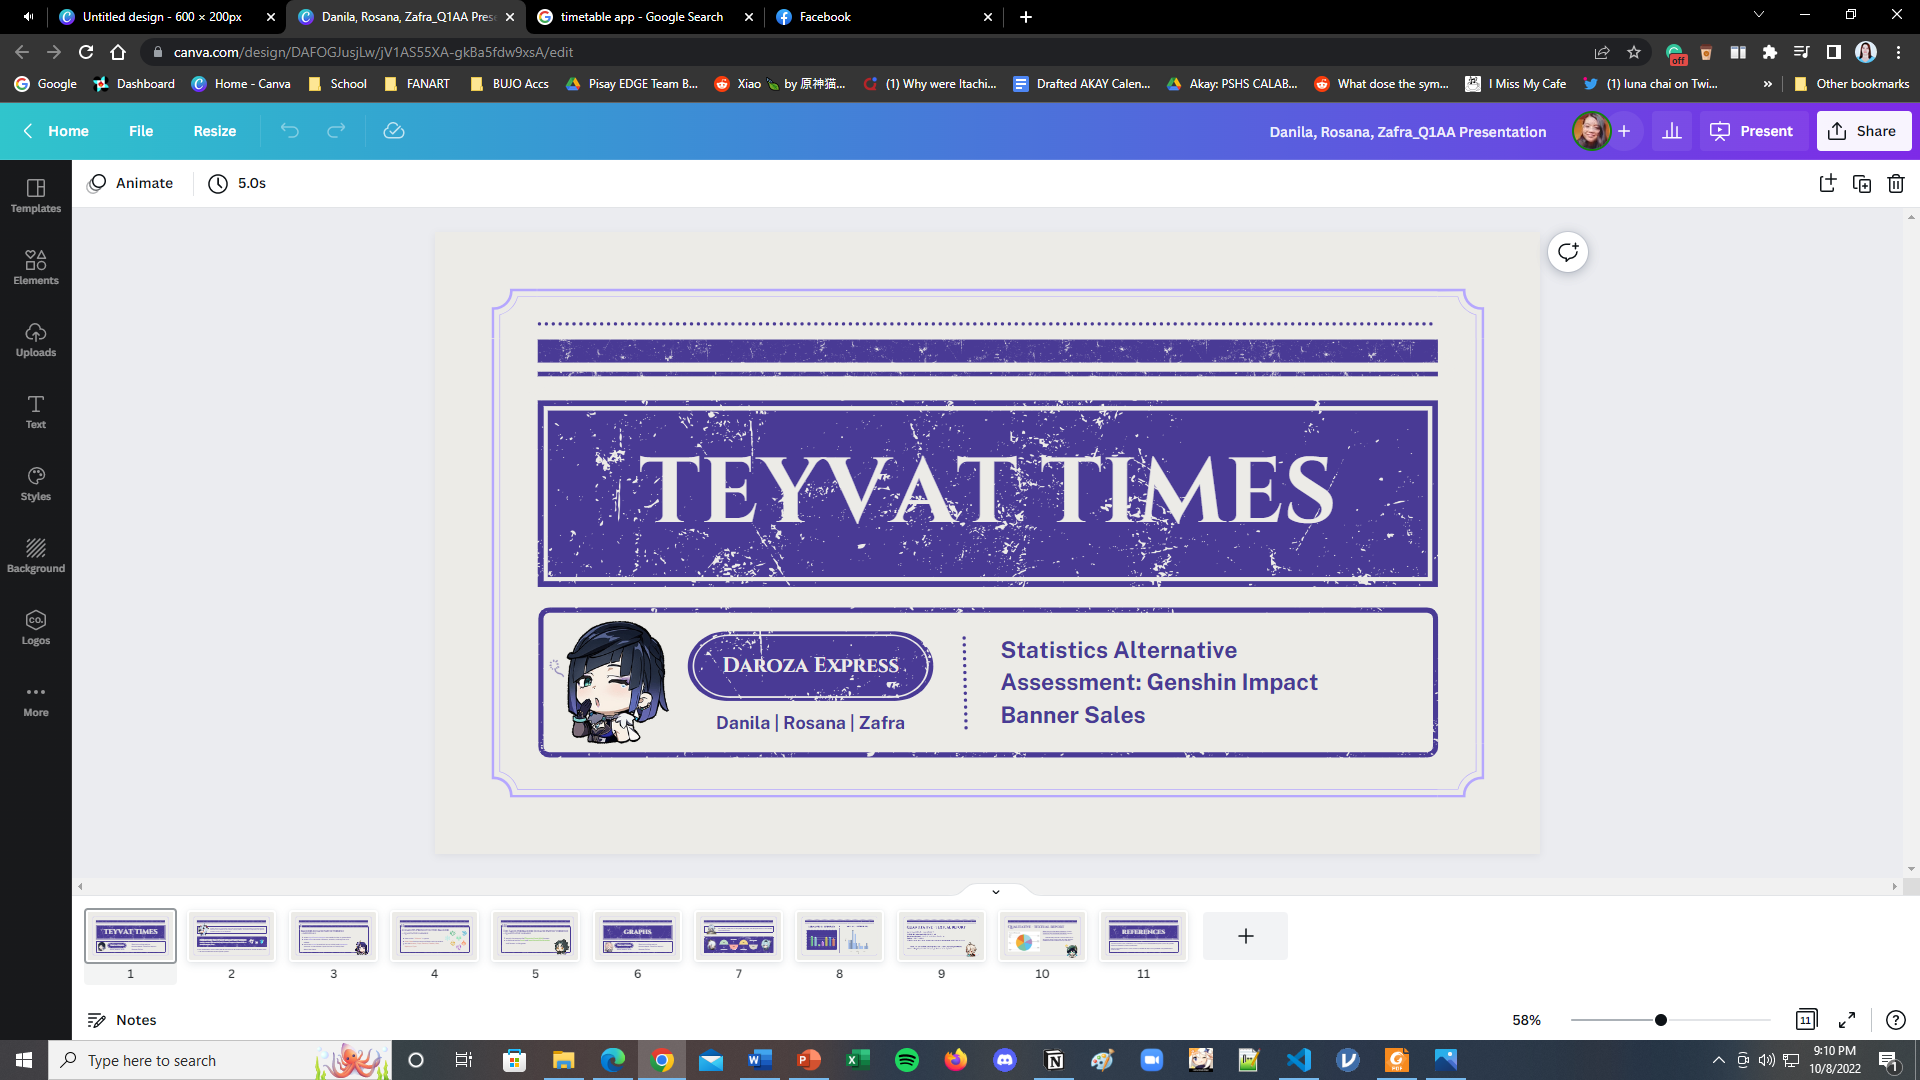 Untitled design - 600 × 200px
Danila, Rosana, Zafra_Q1AA Prese
timetable app - Google Search
Facebook
canva.com/design/DAFOGJusjLw/jV1AS55XA-gkBa5fdw9xsA/edit
off
Google
Dashboard
Home - Canva
School
FANART
BUJO Accs
Pisay EDGE Team B...
Xiao 🍃 by 原神猫...
(1) Why were Itachi...
Drafted AKAY Calen...
Akay: PSHS CALAB...
What dose the sym...
I Miss My Cafe
(1) luna chai on Twi...
»
Other bookmarks
Home
File
Resize
Danila, Rosana, Zafra_Q1AA Presentation
Present
Share
Animate
5.0s
Templates
Elements
Uploads
Text
Styles
Background
CO.
Logos
More
TEYVAT TIMES
DAROZA EXPRESS
Danila | Rosana | Zafra
Statistics Alternative
Assessment: Genshin Impact
Banner Sales
TEYVAT TIMES
GRAPHS
REFERENCES
1
2
3
4
5
6
7
8
9
10
11
Notes
58%
11
Type here to search
9:10 PM
10/8/2022
1